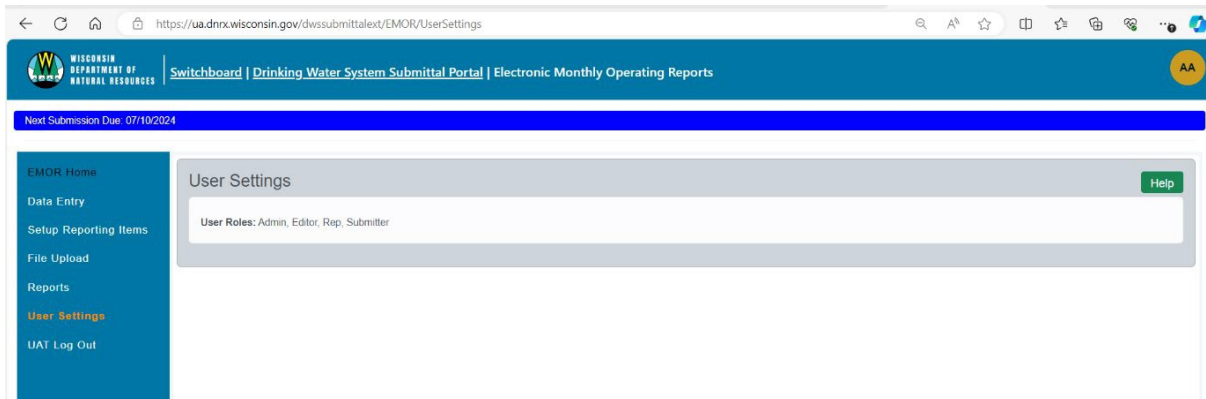 https://ua.dnrx.wisconsin.gov/dwssubmittalext/EMOR/UserSettings
WISCONSIN
DEPARTMENT OF
NATURAL RESOURCES
Switchboard | Drinking Water System Submittal Portal | Electronic Monthly Operating Reports
AA
Next Submission Due: 07/10/2024
EMOR Home
Data Entry
Setup Reporting Items
File Upload
Reports
User Settings
UAT Log Out
User Settings
Help
User Roles: Admin, Editor, Rep, Submitter